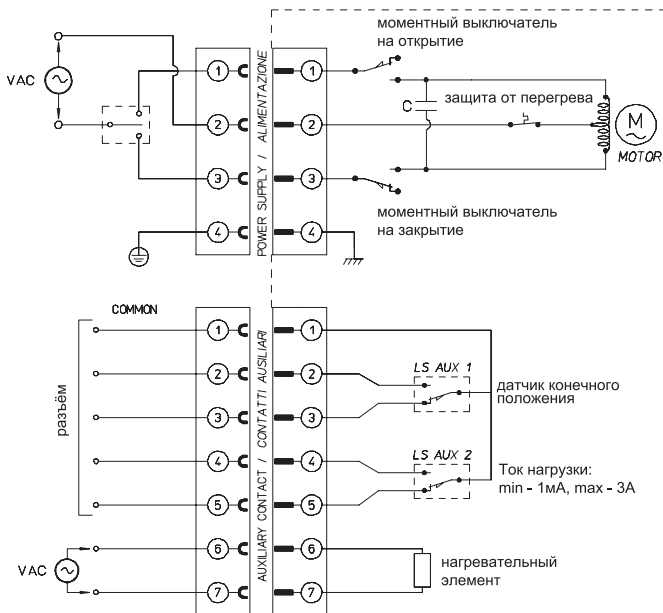 моментный выключатель
на открытие
VAC
1
2
3
4
POWER SUPPLY / ALIMENTAZIONE
1
2
3
4
C
защита от перегрева
M
MOTOR
моментный выключатель
на закрытие
COMMON
разъём
1
2
3
4
5
6
7
AUXILIARY CONTACT / CONTATTI AUSILIARI
1
2
3
4
5
6
7
LS AUX 1
датчик конечного
положения
LS AUX 2
Ток нагрузки:
min - 1мА, max - 3А
VAC
нагревательный
элемент